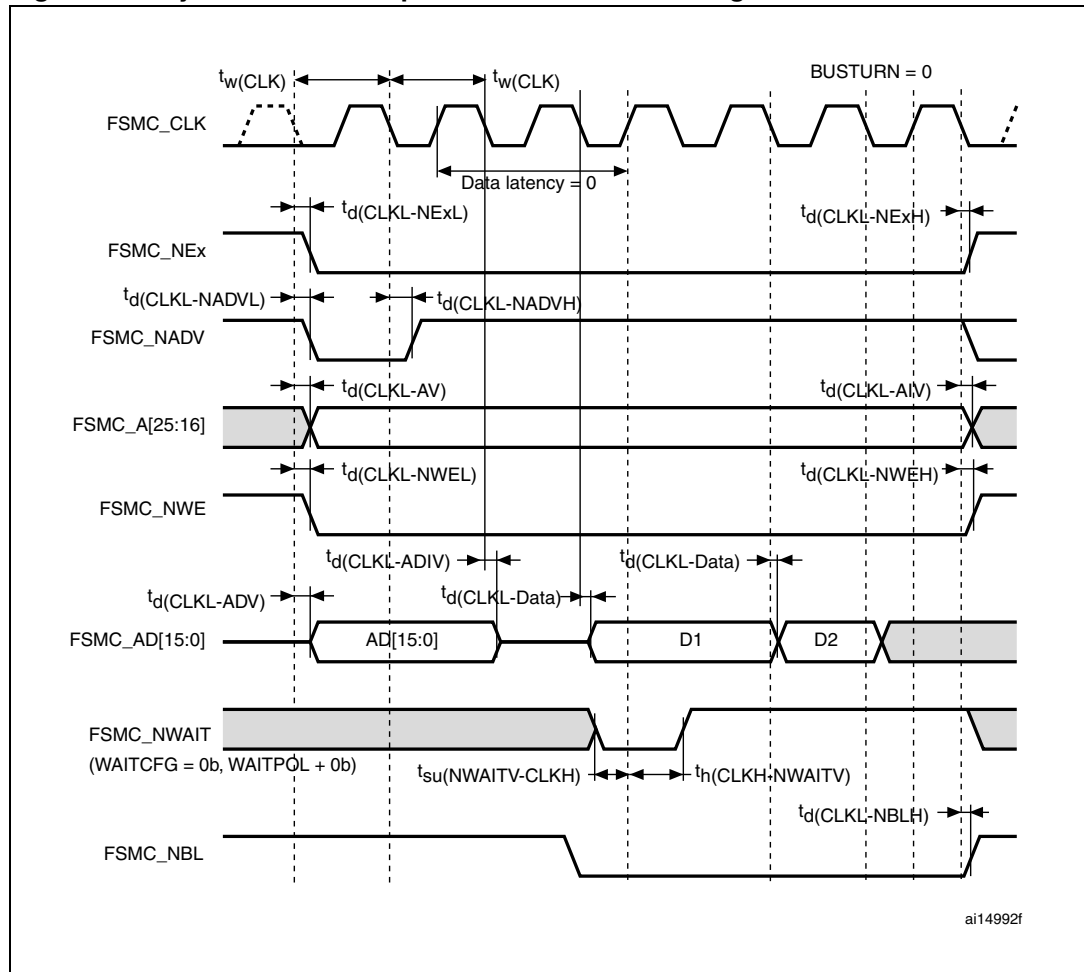 tw(CLK) tw(CLK) BUSTURN = 0
FSMC_CLK
Data latency = 0
td(CLKL-NExL) td(CLKL-NExH)
FSMC_NEx
td(CLKL-NADVL) td(CLKL-NADVH)
FSMC_NADV
td(CLKL-AV) td(CLKL-AIV)
FSMC_A[25:16]
td(CLKL-NWEL) td(CLKL-NWEH)
FSMC_NWE
td(CLKL-ADIV) td(CLKL-Data)
td(CLKL-ADV) td(CLKL-Data)
FSMC_AD[15:0] AD[15:0] D1 D2
FSMC_NWAIT
(WAITCFG = 0b, WAITPOL + 0b) tsu(NWAITV-CLKH) th(CLKH-NWAITV)
td(CLKL-NBLH)
FSMC_NBL
ai14992f